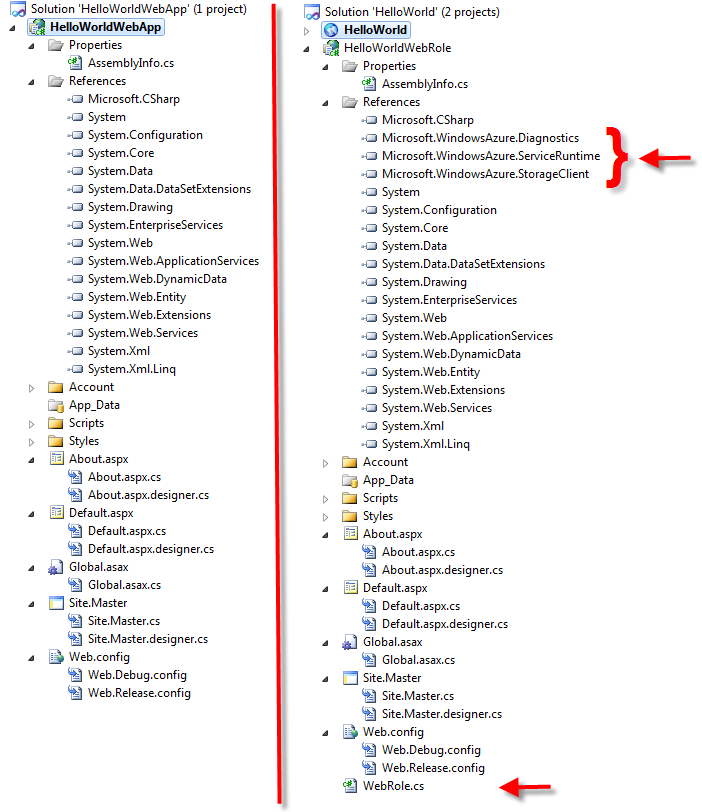 Solution 'HelloWorldWebApp' (1 project)
HelloWorldWebApp
Properties
AssemblyInfo.cs
References
Microsoft.CSharp
System
System.Configuration
System.Core
System.Data
System.Data.DataSetExtensions
System.Drawing
System.EnterpriseServices
System.Web
System.Web.ApplicationServices
System.Web.DynamicData
System.Web.Entity
System.Web.Extensions
System.Web.Services
System.Xml
System.Xml.Linq
Account
App_Data
Scripts
Styles
About.aspx
About.aspx.cs
About.aspx.designer.cs
Default.aspx
Default.aspx.cs
Default.aspx.designer.cs
Global.asax
Global.asax.cs
Site.Master
Site.Master.cs
Site.Master.designer.cs
Web.config
Web.Debug.config
Web.Release.config
Solution 'HelloWorld' (2 projects)
HelloWorld
HelloWorldWebRole
Properties
AssemblyInfo.cs
References
Microsoft.CSharp
Microsoft.WindowsAzure.Diagnostics
Microsoft.WindowsAzure.ServiceRuntime
Microsoft.WindowsAzure.StorageClient
System
System.Configuration
System.Core
System.Data
System.Data.DataSetExtensions
System.Drawing
System.EnterpriseServices
System.Web
System.Web.ApplicationServices
System.Web.DynamicData
System.Web.Entity
System.Web.Extensions
System.Web.Services
System.Xml
System.Xml.Linq
Account
App_Data
Scripts
Styles
About.aspx
About.aspx.cs
About.aspx.designer.cs
Default.aspx
Default.aspx.cs
Default.aspx.designer.cs
Global.asax
Global.asax.cs
Site.Master
Site.Master.cs
Site.Master.designer.cs
Web.config
Web.Debug.config
Web.Release.config
WebRole.cs